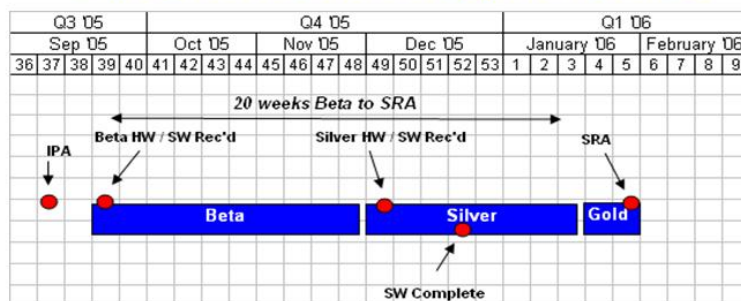 Q3 '05 Q4 '05 Q1 '06
Sep '05 Oct '05 Nov '05 Dec '05 January '06 February '06
36 37 38 39 40 41 42 43 44 45 46 47 48 49 50 51 52 53 1 2 3 4 5 6 7 8 9
20 weeks Beta to SRA
IPA Beta HW / SW Rec'd Silver HW / SW Rec'd SRA
Beta Silver Gold
SW Complete